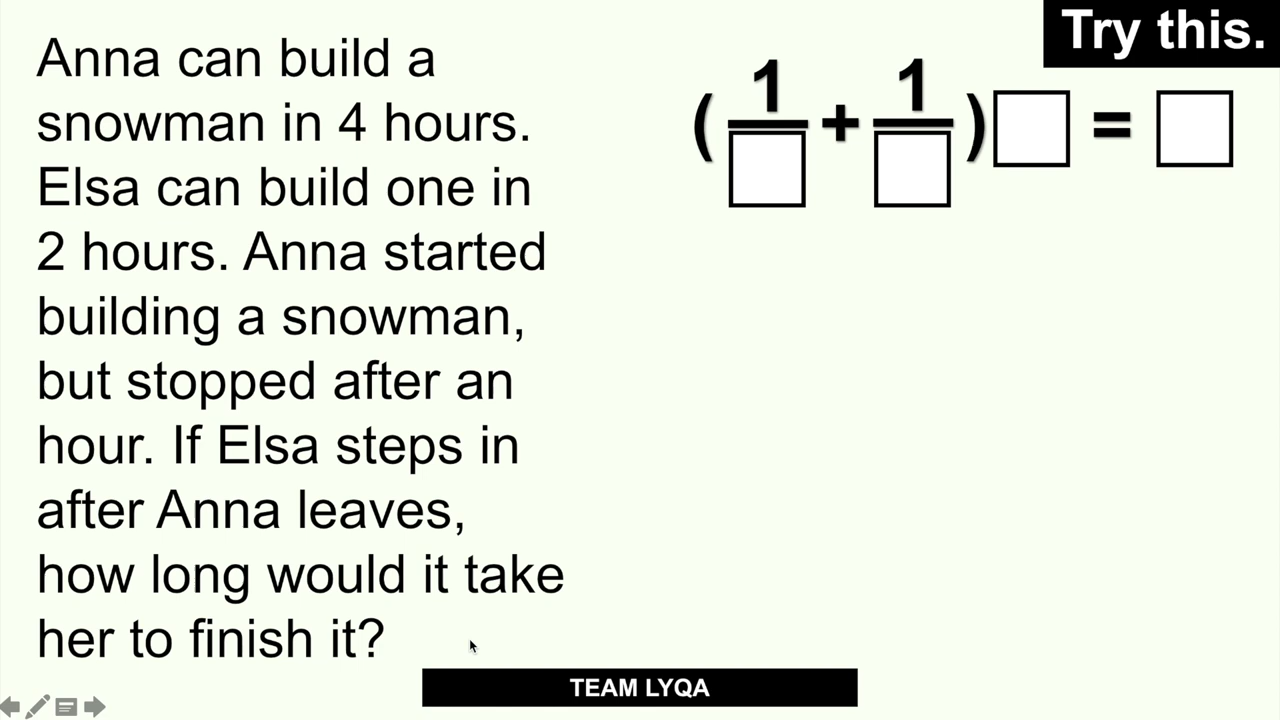 Try this.
Anna can build a
snowman in 4 hours.
Elsa can build one in
2 hours. Anna started
building a snowman,
but stopped after an
hour. If Elsa steps in
after Anna leaves,
how long would it take
her to finish it?
(1/□ + 1/□)□ = □
TEAM LYQA